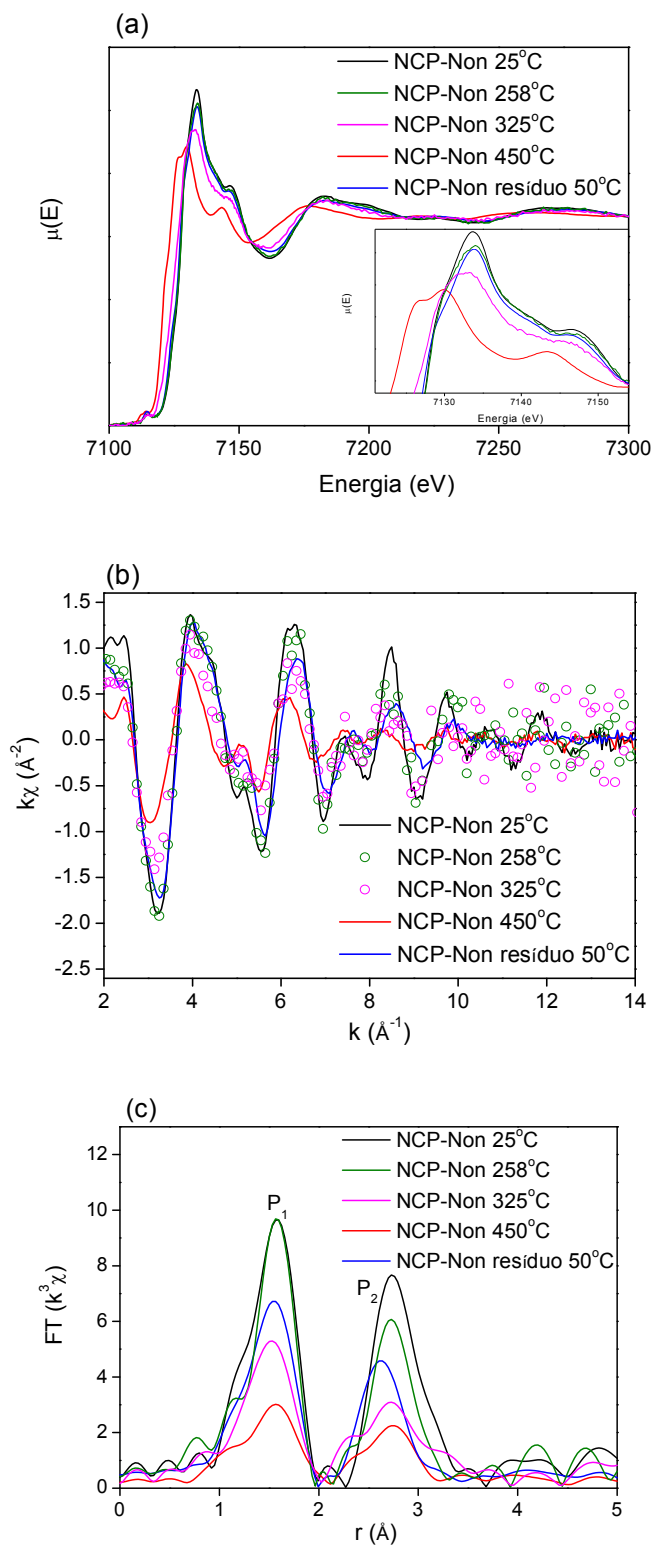 (a)
NCP-Non 25°C
NCP-Non 258°C
NCP-Non 325°C
NCP-Non 450°C
NCP-Non resíduo 50°C
μ(E)
μ(E)
7130 7140 7150
Energia (eV)
7100 7150 7200 7250 7300
Energia (eV)
(b)
1.5
1.0
0.5
0.0
-0.5
-1.0
-1.5
-2.0
-2.5
kχ (Å⁻²)
NCP-Non 25°C
NCP-Non 258°C
NCP-Non 325°C
NCP-Non 450°C
NCP-Non resíduo 50°C
2 4 6 8 10 12 14
k (Å⁻¹)
(c)
12
10
8
6
4
2
0
FT (k³χ)
NCP-Non 25°C
NCP-Non 258°C
NCP-Non 325°C
NCP-Non 450°C
NCP-Non resíduo 50°C
P₁
P₂
0 1 2 3 4 5
r (Å)